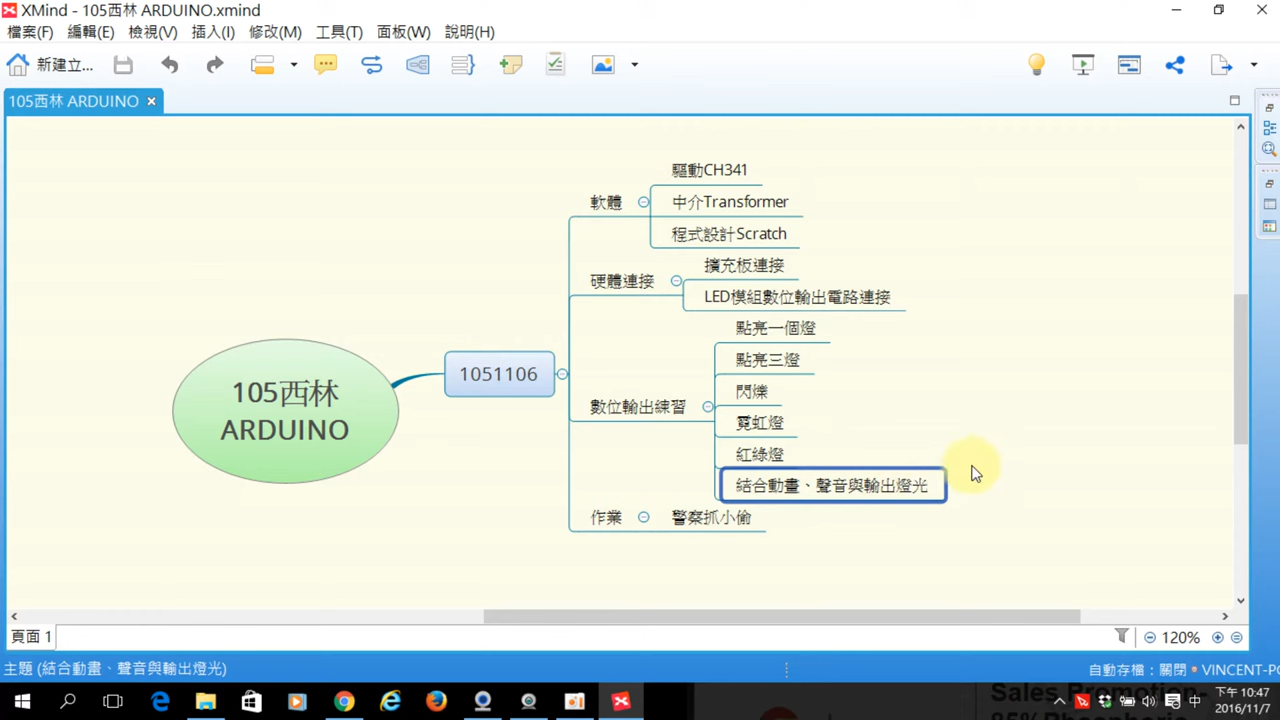 XMind - 105西林 ARDUINO.xmind
檔案(F) 編輯(E) 檢視(V) 插入(I) 修改(M) 工具(T) 面板(W) 說明(H)
新建立...
105西林 ARDUINO
驅動CH341
軟體
中介Transformer
程式設計Scratch
擴充板連接
硬體連接
LED模組數位輸出電路連接
點亮一個燈
點亮三燈
閃爍
數位輸出練習
霓虹燈
紅綠燈
結合動畫、聲音與輸出燈光
作業
警察抓小偷
1051106
105西林
ARDUINO
頁面 1
120%
主題 (結合動畫、聲音與輸出燈光)
自動存檔：關閉
VINCENT-PC
中
下午 10:47
2016/11/7
Sales Promotion-